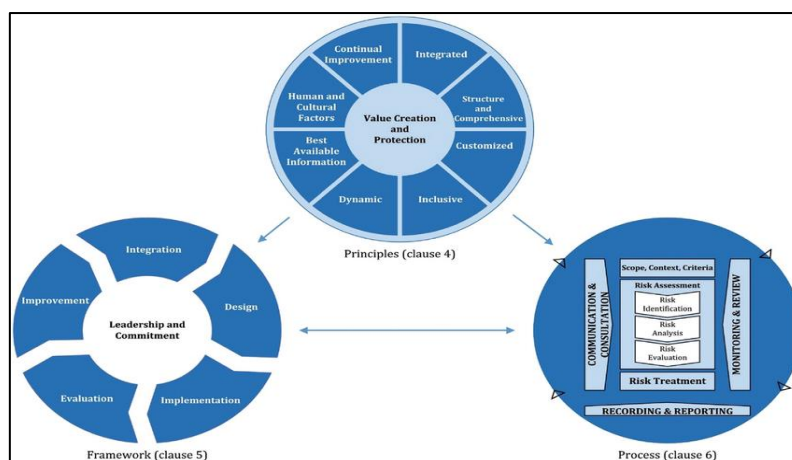 Continual
Improvement
Integrated
Human and
Cultural
Factors
Structure
and
Comprehensive
Value Creation
and
Protection
Best
Available
Information
Customized
Dynamic
Inclusive
Principles (clause 4)
Integration
Improvement
Design
Leadership and
Commitment
Evaluation
Implementation
Framework (clause 5)
Scope, Context, Criteria
COMMUNICATION &
CONSULTATION
Risk Assessment
Risk
Identification
Risk
Analysis
Risk
Evaluation
MONITORING & REVIEW
Risk Treatment
RECORDING & REPORTING
Process (clause 6)